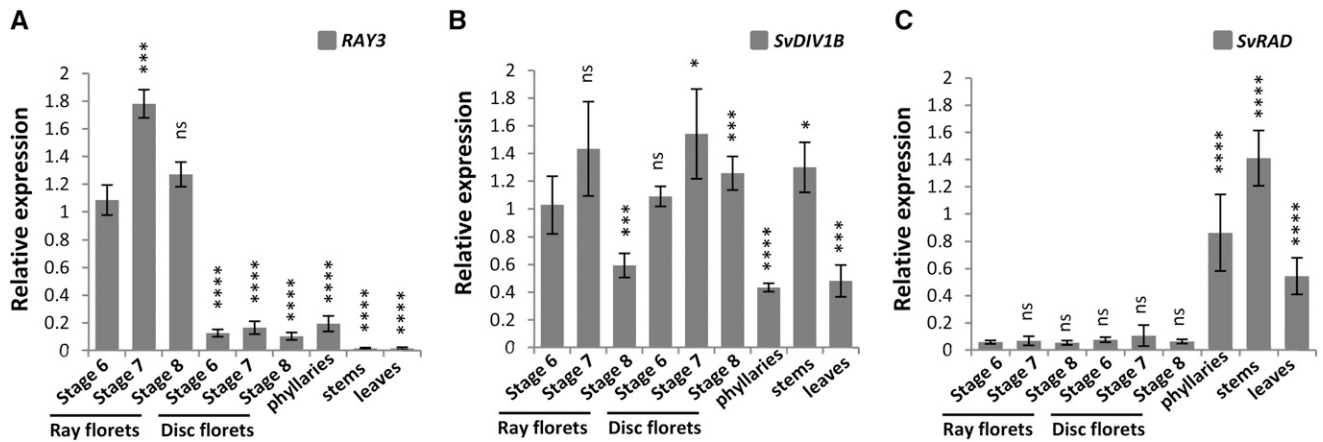 A
RAY3
Relative expression
2
1.8
1.6
1.4
1.2
1
0.8
0.6
0.4
0.2
0
***
ns
****
****
****
****
****
****
Stage 6
Stage 7
Stage 8
Stage 6
Stage 7
Stage 8
phyllaries
stems
leaves
Ray florets
Disc florets
B
SvDIV1B
Relative expression
2
1.8
1.6
1.4
1.2
1
0.8
0.6
0.4
0.2
0
ns
***
ns
*
***
****
*
***
Stage 6
Stage 7
Stage 8
Stage 6
Stage 7
Stage 8
phyllaries
stems
leaves
Ray florets
Disc florets
C
SvRAD
Relative expression
2
1.8
1.6
1.4
1.2
1
0.8
0.6
0.4
0.2
0
ns
ns
ns
ns
ns
****
****
****
Stage 6
Stage 7
Stage 8
Stage 6
Stage 7
Stage 8
phyllaries
stems
leaves
Ray florets
Disc florets